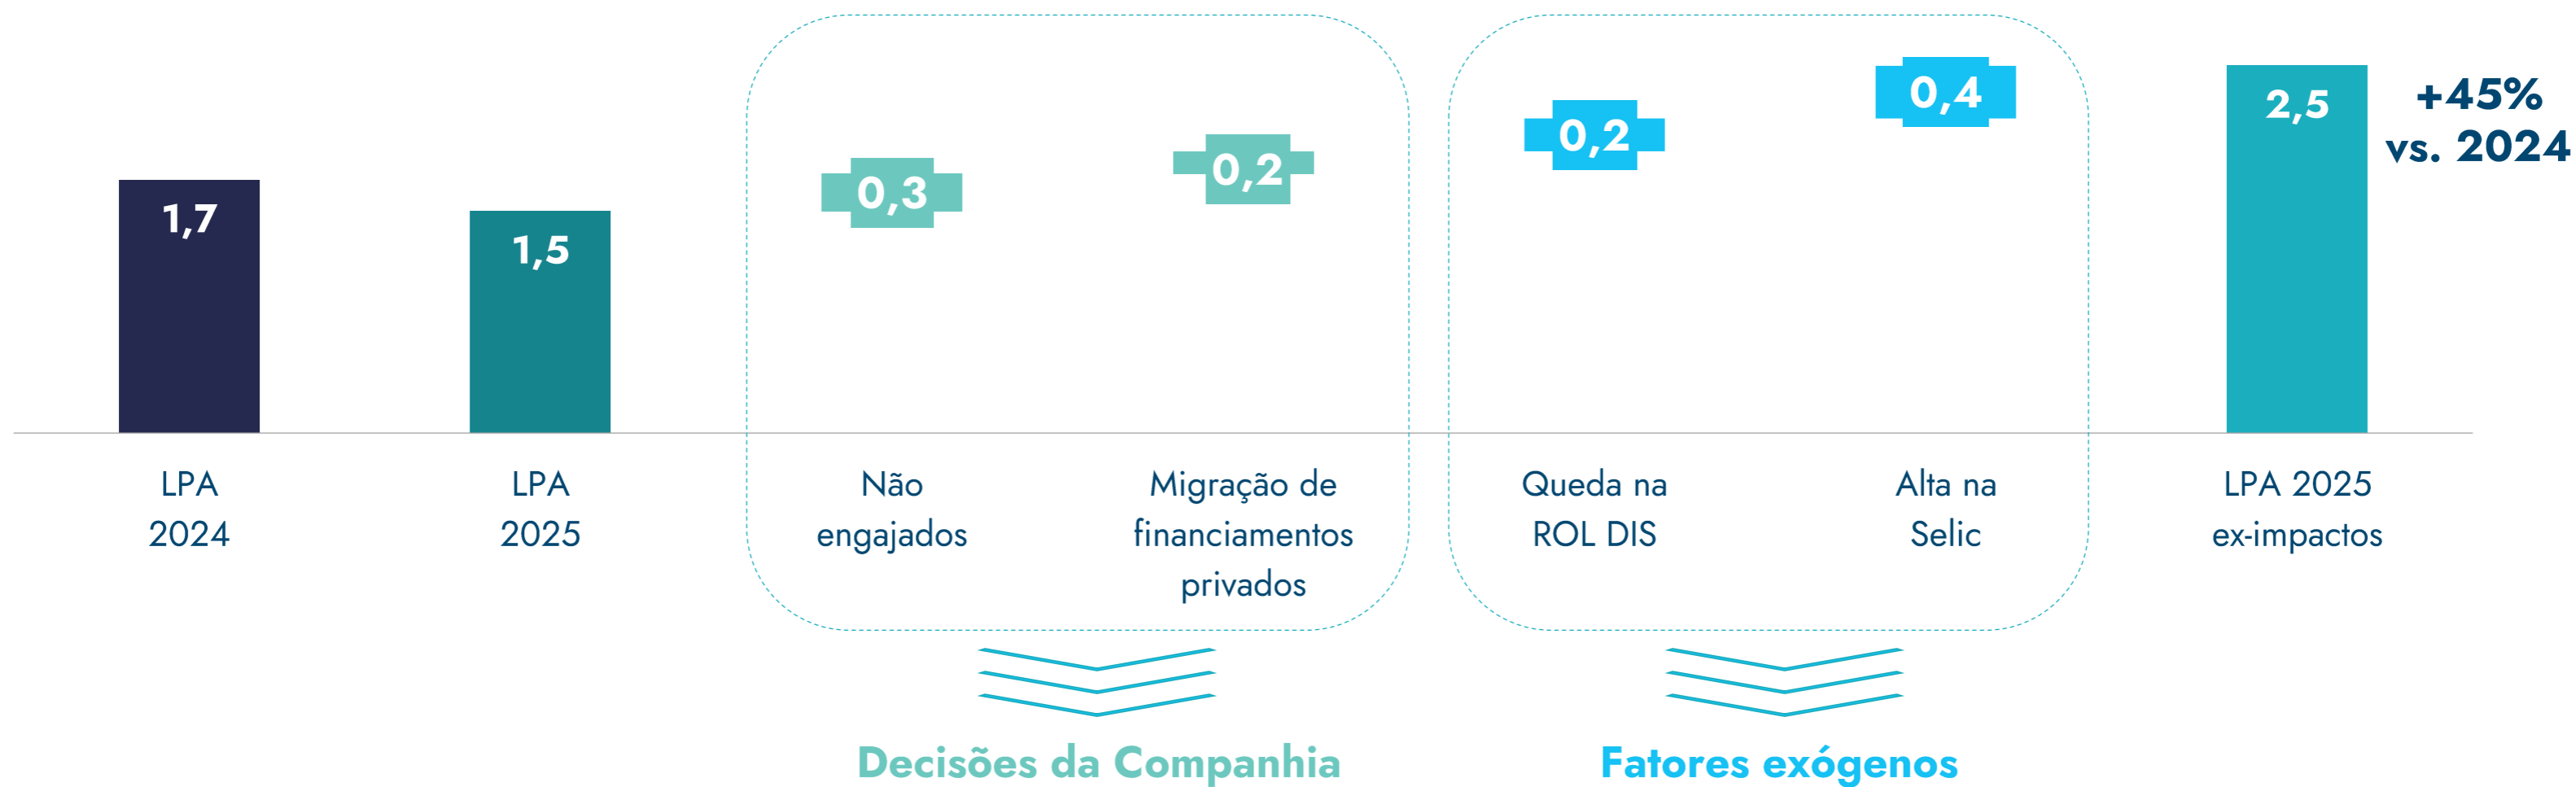 1,7
1,5
0,3
0,2
0,2
0,4
2,5
+45%
vs. 2024
LPA
2024
LPA
2025
Não
engajados
Migração de
financiamentos
privados
Queda na
ROL DIS
Alta na
Selic
LPA 2025
ex-impactos
Decisões da Companhia
Fatores exógenos